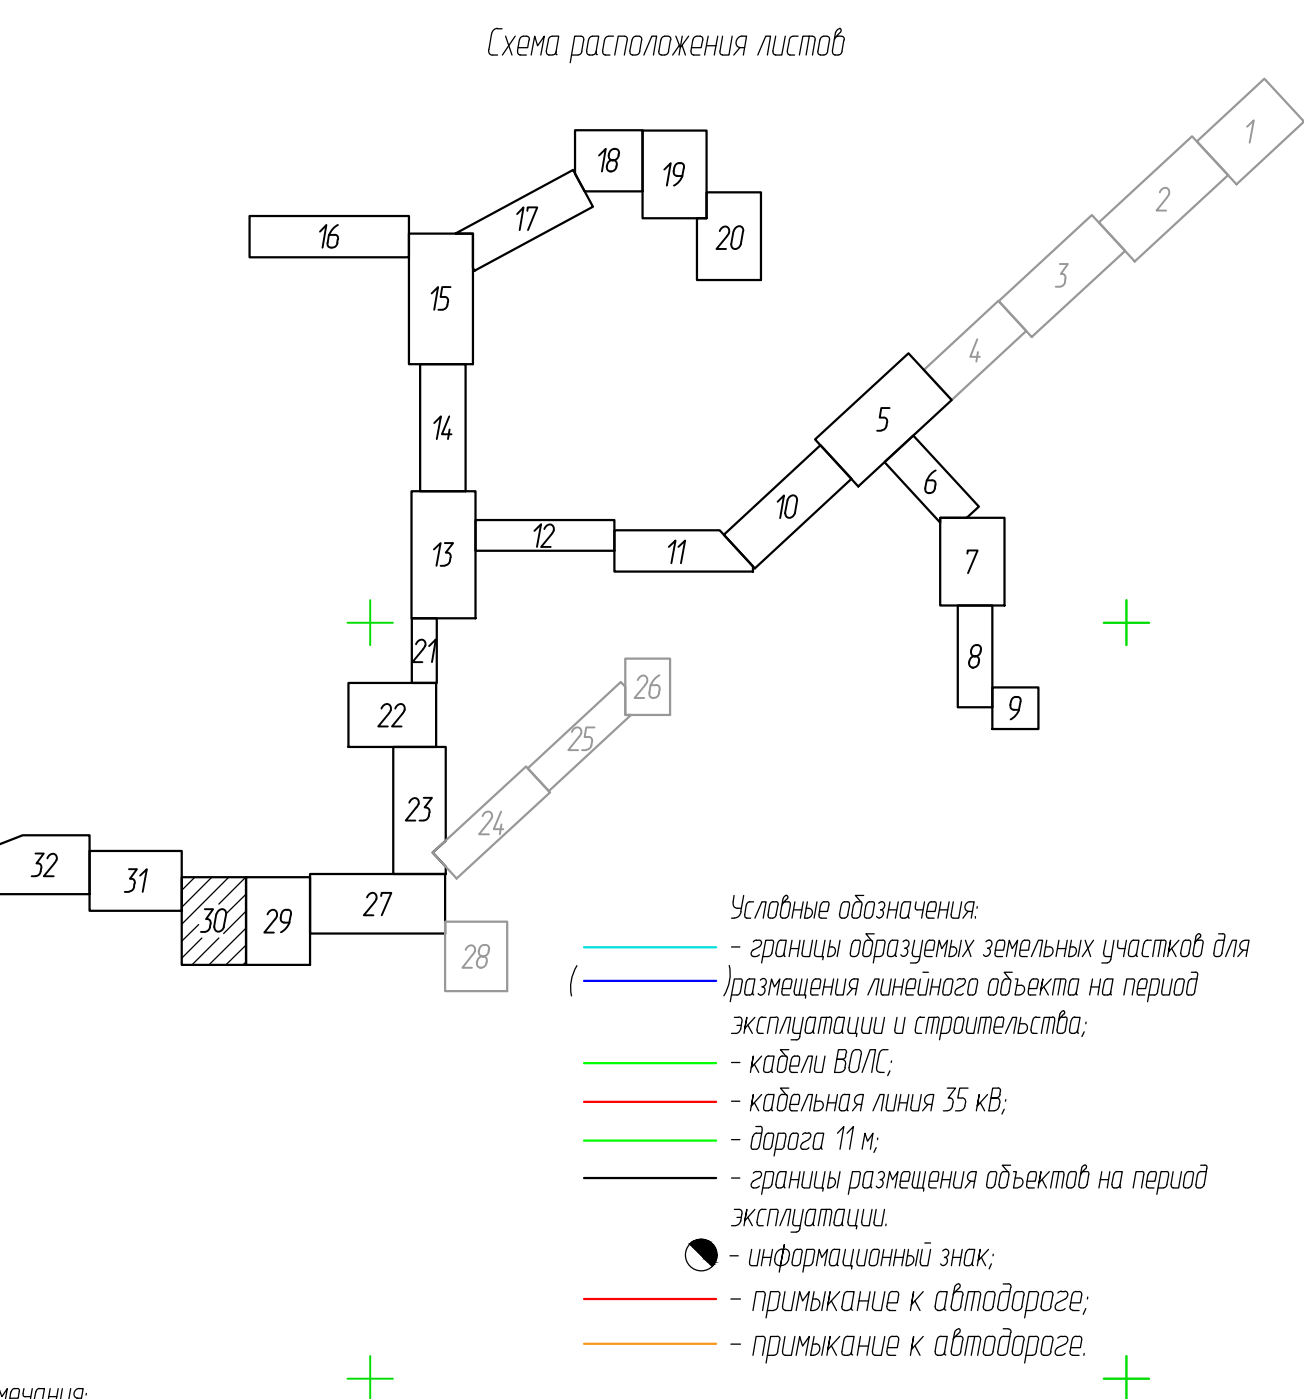 Схема расположения листов
1
2
3
4
5
6
7
8
9
10
11
12
13
14
15
16
17
18
19
20
21
22
23
24
25
26
27
28
29
30
31
32
Условные обозначения:
– границы образуемых земельных участков для
( ) размещения линейного объекта на период
эксплуатации и строительства;
– кабели ВОЛС;
– кабельная линия 35 кВ;
– дорога 11 м;
– границы размещения объектов на период
эксплуатации.
– информационный знак;
– примыкание к автодороге;
– примыкание к автодороге.